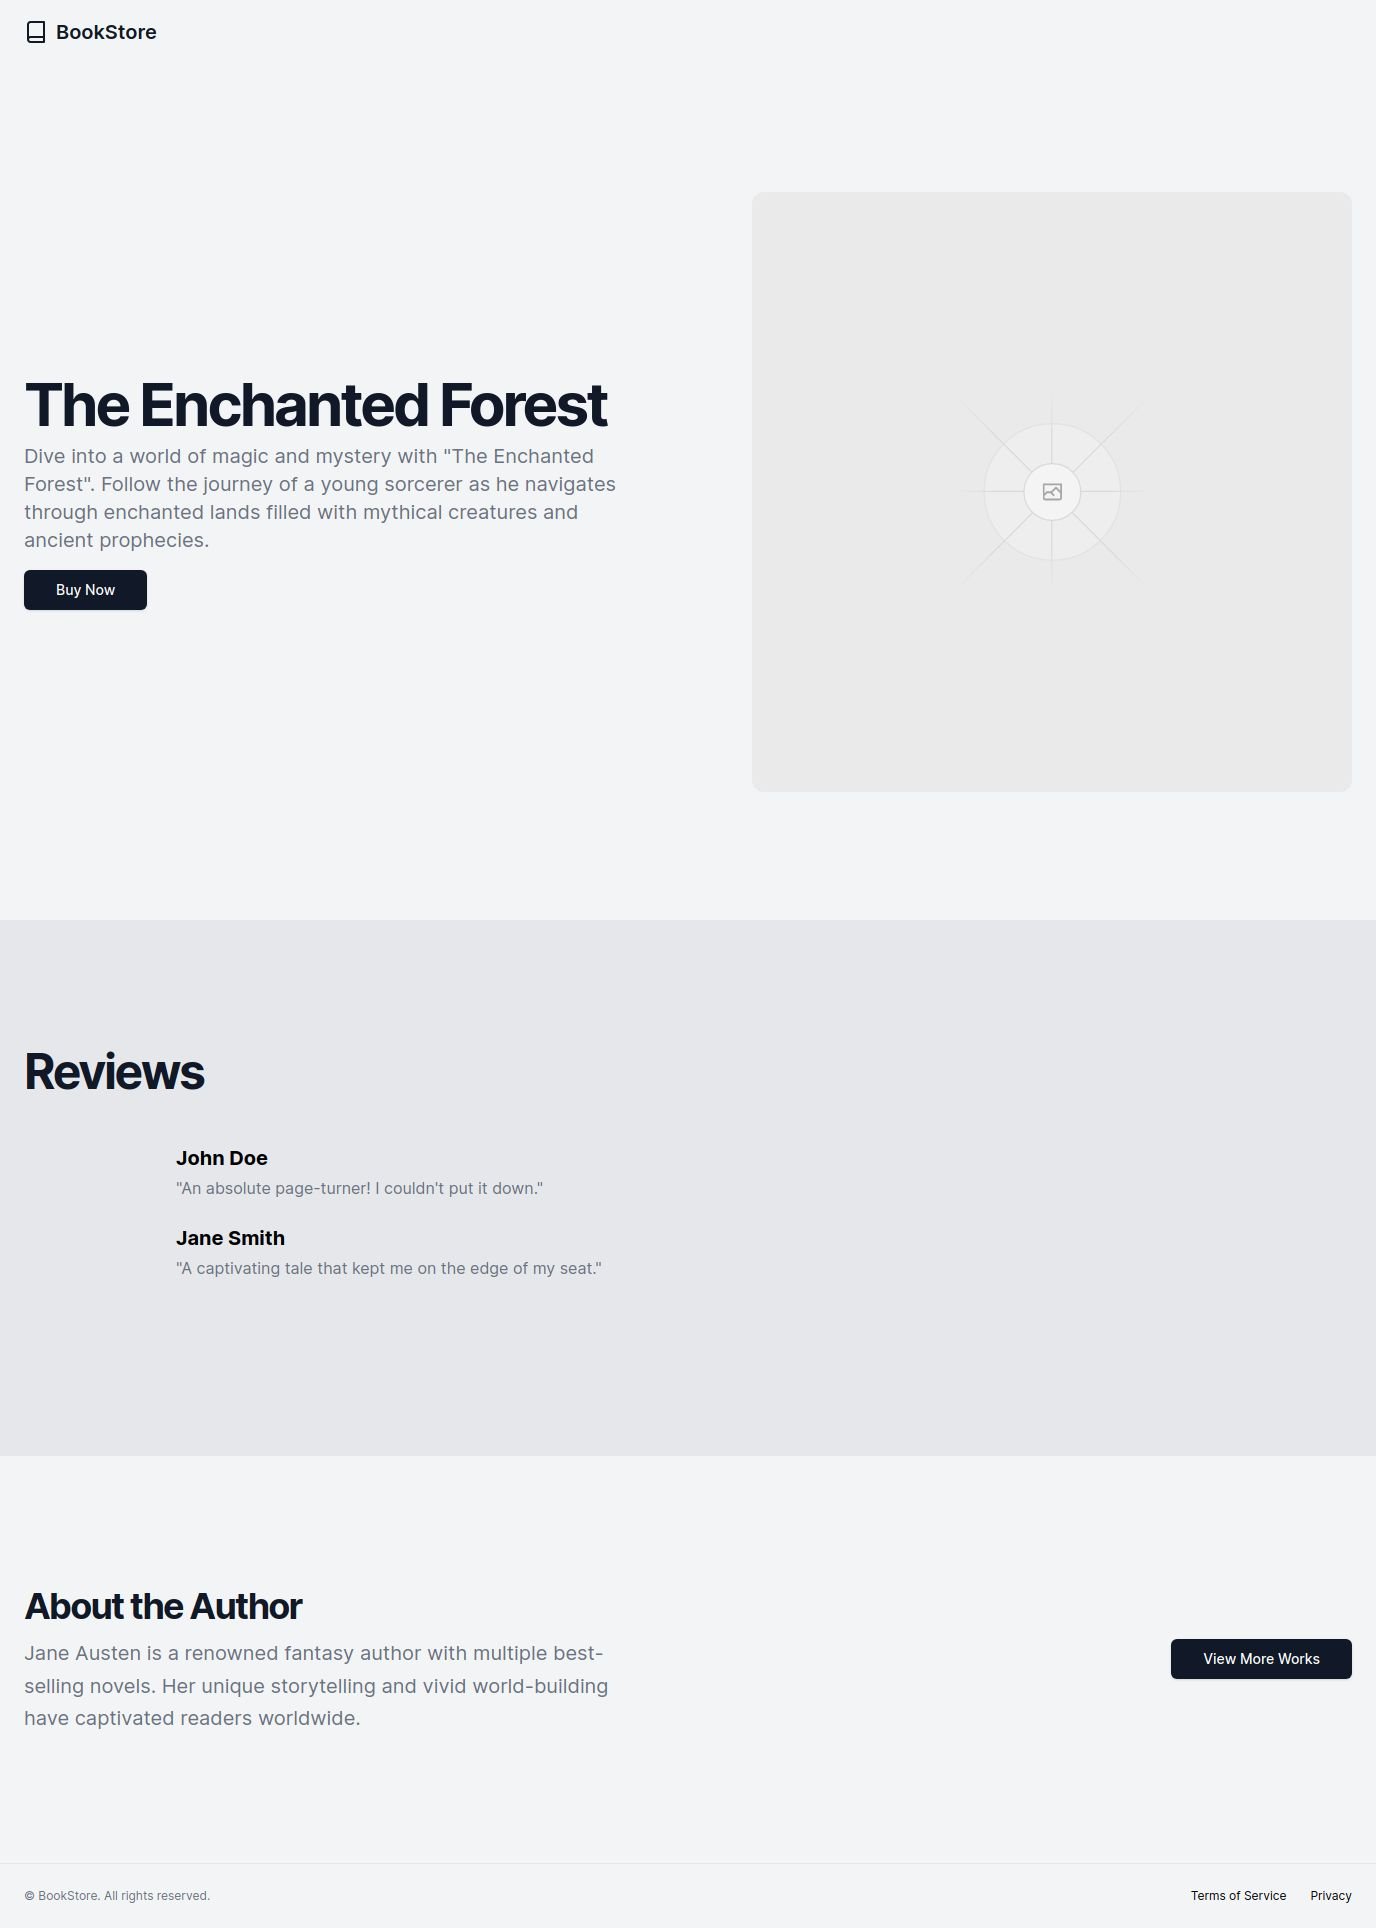 BookStore
The Enchanted Forest
Dive into a world of magic and mystery with "The Enchanted
Forest". Follow the journey of a young sorcerer as he navigates
through enchanted lands filled with mythical creatures and
ancient prophecies.
Buy Now
Reviews
John Doe
"An absolute page-turner! I couldn't put it down."
Jane Smith
"A captivating tale that kept me on the edge of my seat."
About the Author
Jane Austen is a renowned fantasy author with multiple best-
selling novels. Her unique storytelling and vivid world-building
have captivated readers worldwide.
View More Works
© BookStore. All rights reserved.
Terms of Service
Privacy